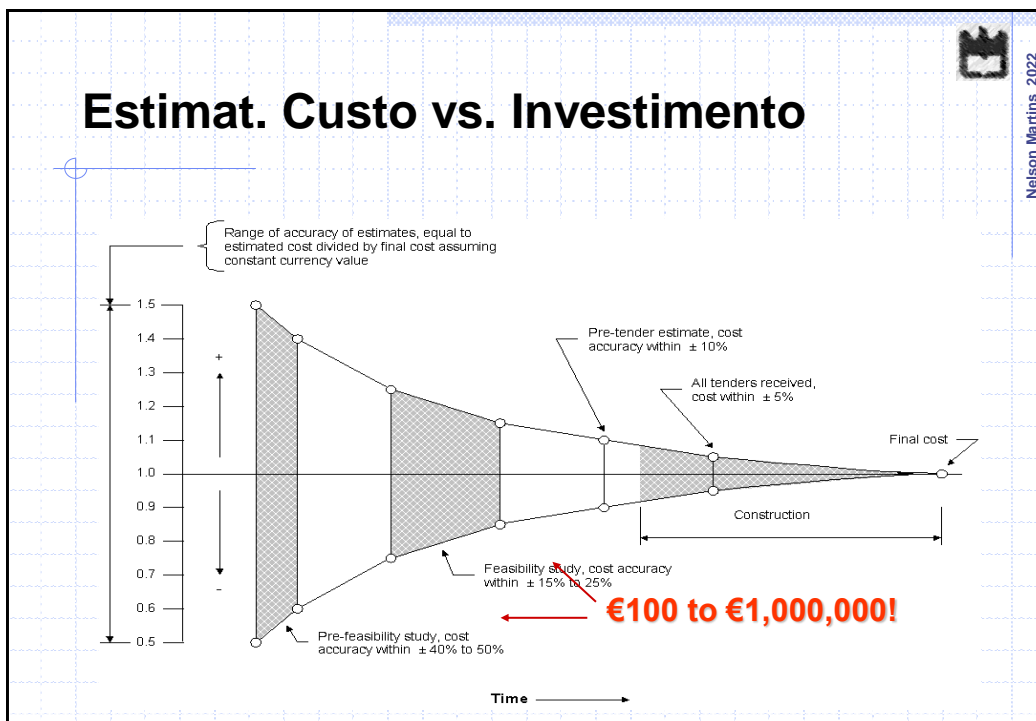 Estimat. Custo vs. Investimento
Nelson Martins, 2022
Range of accuracy of estimates, equal to
estimated cost divided by final cost assuming
constant currency value
1.5
1.4
1.3
1.2
1.1
1.0
0.9
0.8
0.7
0.6
0.5
+
-
Pre-tender estimate, cost
accuracy within ± 10%
All tenders received,
cost within ± 5%
Final cost
Construction
Feasibility study, cost accuracy
within ± 15% to 25%
€100 to €1,000,000!
Pre-feasibility study, cost
accuracy within ± 40% to 50%
Time